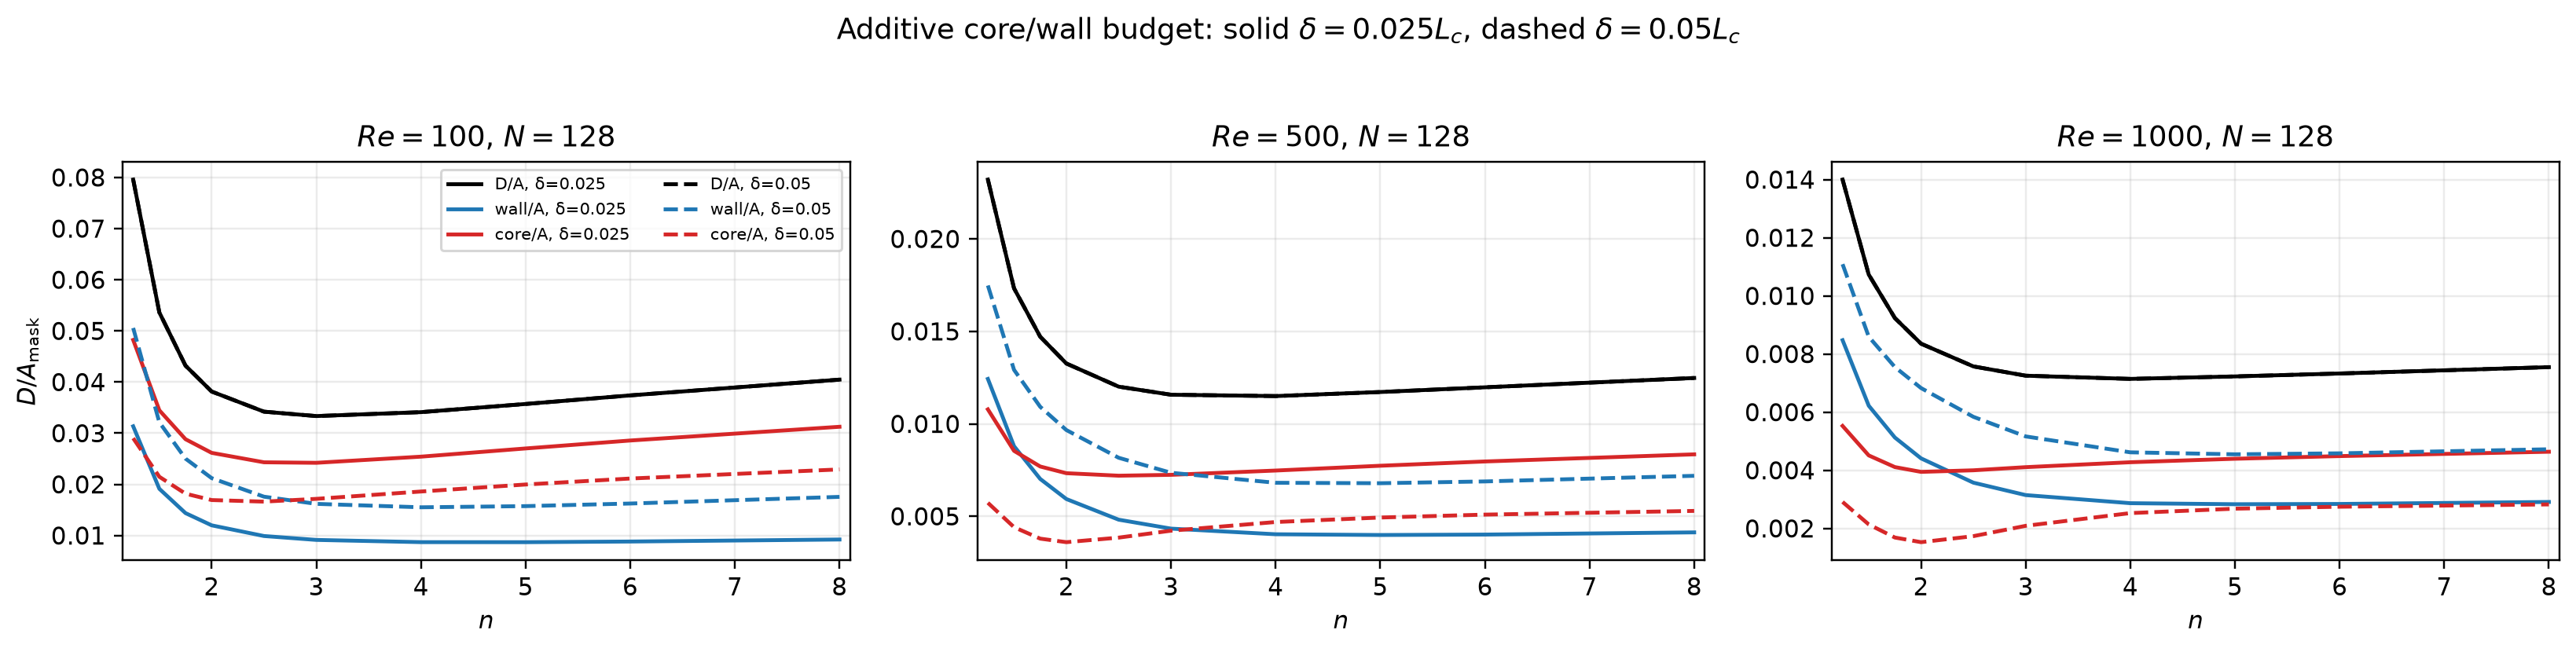 Additive core/wall budget: solid δ = 0.025L_c, dashed δ = 0.05L_c
Re = 100, N = 128
D/A_mask
0.08
0.07
0.06
0.05
0.04
0.03
0.02
0.01
D/A, δ=0.025
wall/A, δ=0.025
core/A, δ=0.025
D/A, δ=0.05
wall/A, δ=0.05
core/A, δ=0.05
2 3 4 5 6 7 8
n
Re = 500, N = 128
0.020
0.015
0.010
0.005
2 3 4 5 6 7 8
n
Re = 1000, N = 128
0.014
0.012
0.010
0.008
0.006
0.004
0.002
2 3 4 5 6 7 8
n